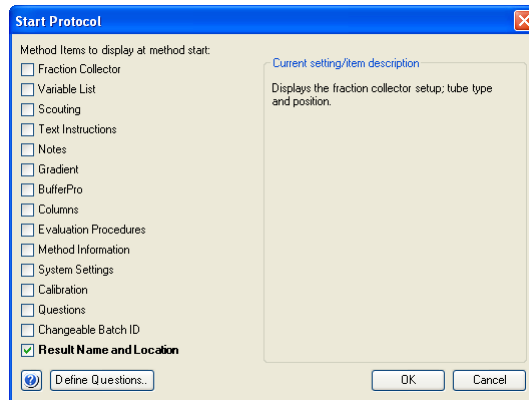 Start Protocol
Method Items to display at method start:
Fraction Collector
Variable List
Scouting
Text Instructions
Notes
Gradient
BufferPro
Columns
Evaluation Procedures
Method Information
System Settings
Calibration
Questions
Changeable Batch ID
Result Name and Location
Current setting/item description
Displays the fraction collector setup; tube type
and position.
?
Define Questions..
OK
Cancel